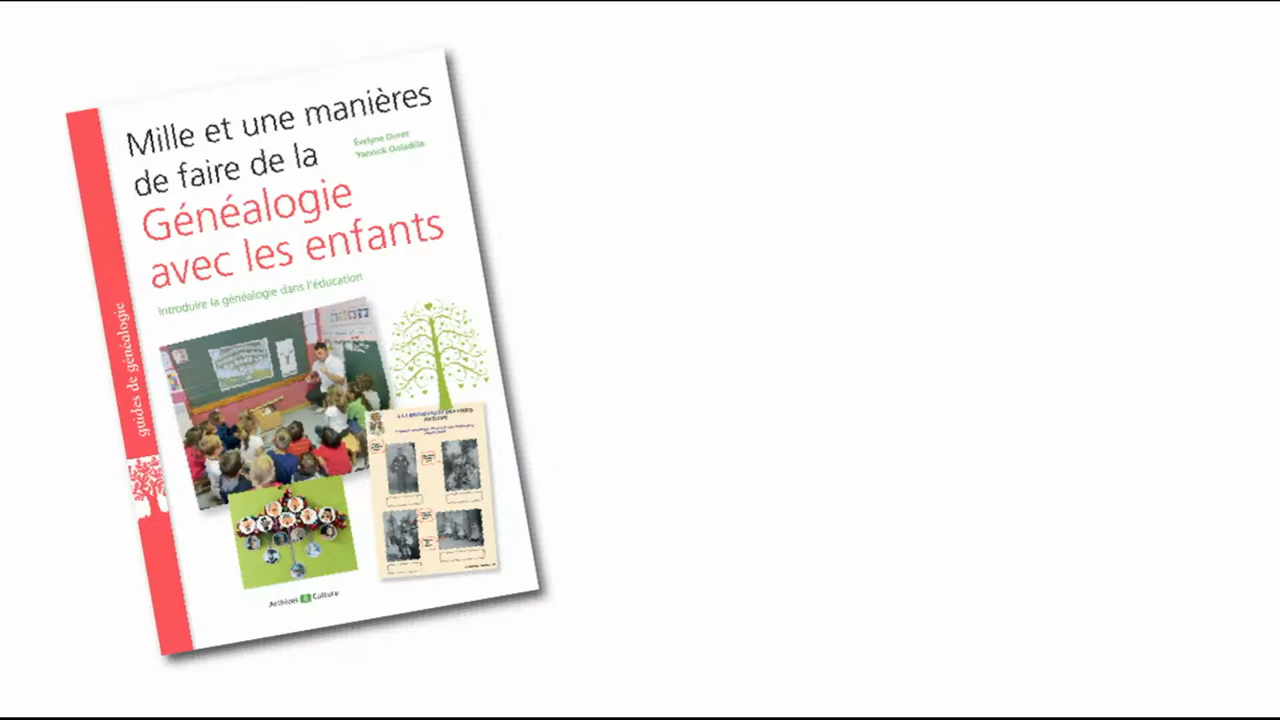 Mille et une manières
de faire de la
Evelyne Duret
Yannick Daladille
Généalogie
avec les enfants
Introduire la généalogie dans l'éducation
guides de généalogie
Archives & Culture